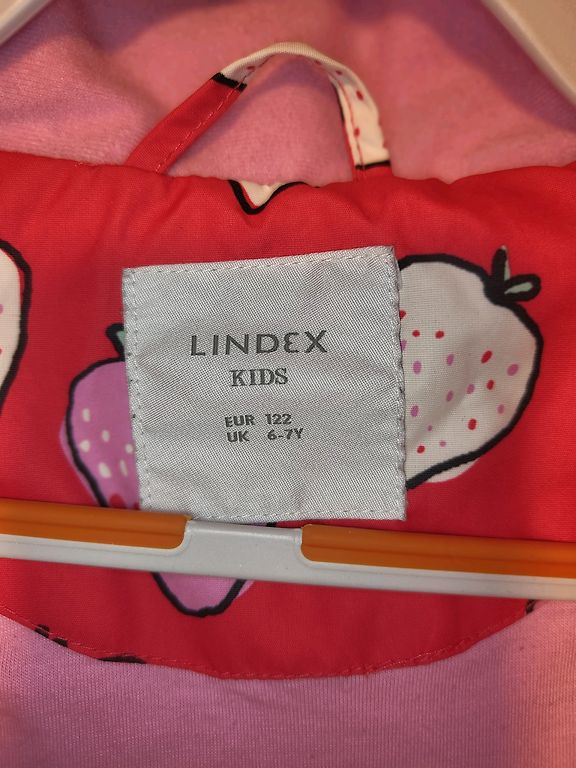 LINDEX
KIDS
EUR 122
UK 6-7Y